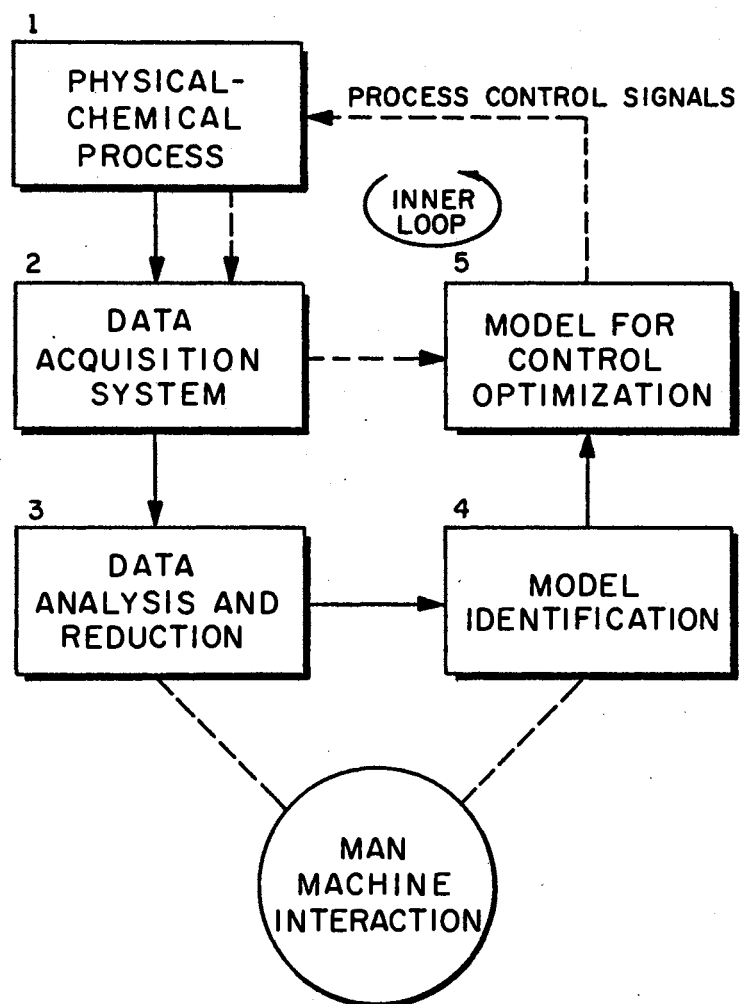 1
PHYSICAL-
CHEMICAL
PROCESS
PROCESS CONTROL SIGNALS
INNER
LOOP
2
DATA
ACQUISITION
SYSTEM
5
MODEL FOR
CONTROL
OPTIMIZATION
3
DATA
ANALYSIS AND
REDUCTION
4
MODEL
IDENTIFICATION
MAN
MACHINE
INTERACTION